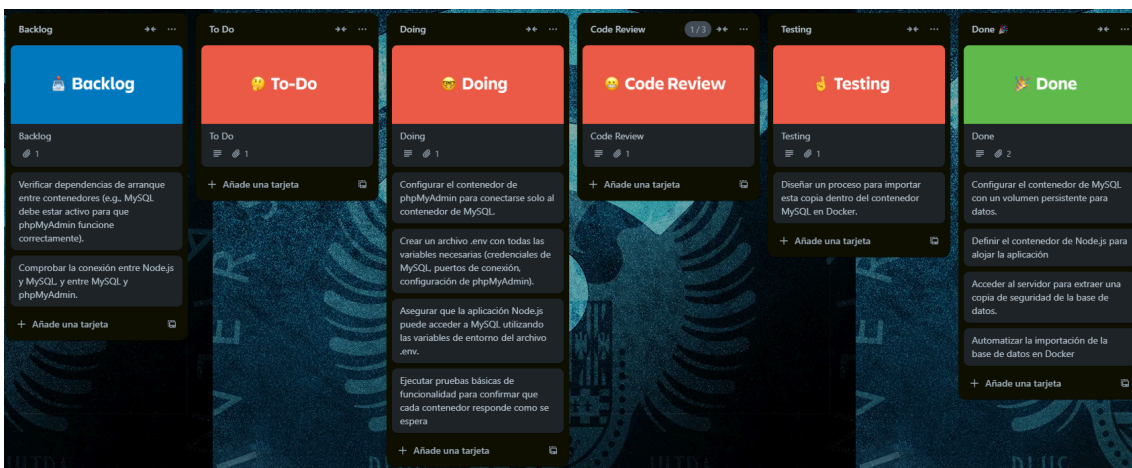 Backlog
Backlog
Backlog
1
Verificar dependencias de arranque
entre contenedores (e.g., MySQL
debe estar activo para que
phpMyAdmin funcione
correctamente).
Comprobar la conexión entre Node.js
y MySQL, y entre MySQL y
phpMyAdmin.
+ Añade una tarjeta
To Do
To-Do
To Do
1
+ Añade una tarjeta
Doing
Doing
Doing
1
Configurar el contenedor de
phpMyAdmin para conectarse solo al
contenedor de MySQL.
Crear un archivo .env con todas las
variables necesarias (credenciales de
MySQL, puertos de conexión,
configuración de phpMyAdmin).
Asegurar que la aplicación Node.js
puede acceder a MySQL utilizando
las variables de entorno del archivo
.env.
Ejecutar pruebas básicas de
funcionalidad para confirmar que
cada contenedor responde como se
espera
+ Añade una tarjeta
Code Review 1 / 3
Code Review
Code Review
1
+ Añade una tarjeta
Testing
Testing
Testing
1
Diseñar un proceso para importar
esta copia dentro del contenedor
MySQL en Docker.
+ Añade una tarjeta
Done 🎉
Done
Done
2
Configurar el contenedor de MySQL
con un volumen persistente para
datos.
Definir el contenedor de Node.js para
alojar la aplicación
Acceder al servidor para extraer una
copia de seguridad de la base de
datos.
Automatizar la importación de la
base de datos en Docker
+ Añade una tarjeta